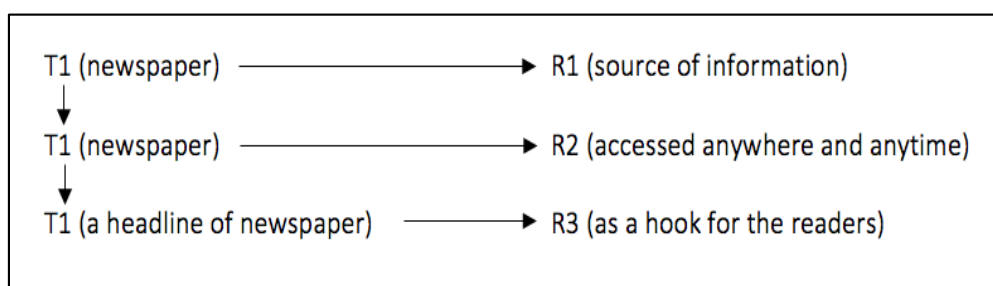 T1 (newspaper) R1 (source of information)
T1 (newspaper) R2 (accessed anywhere and anytime)
T1 (a headline of newspaper) R3 (as a hook for the readers)